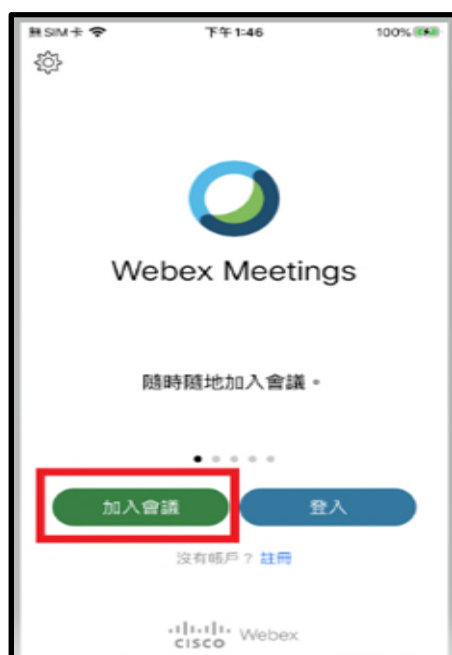 無SIM卡 下午1:46 100%
Webex Meetings
隨時隨地加入會議。
加入會議 登入
沒有帳戶？註冊
CISCO Webex